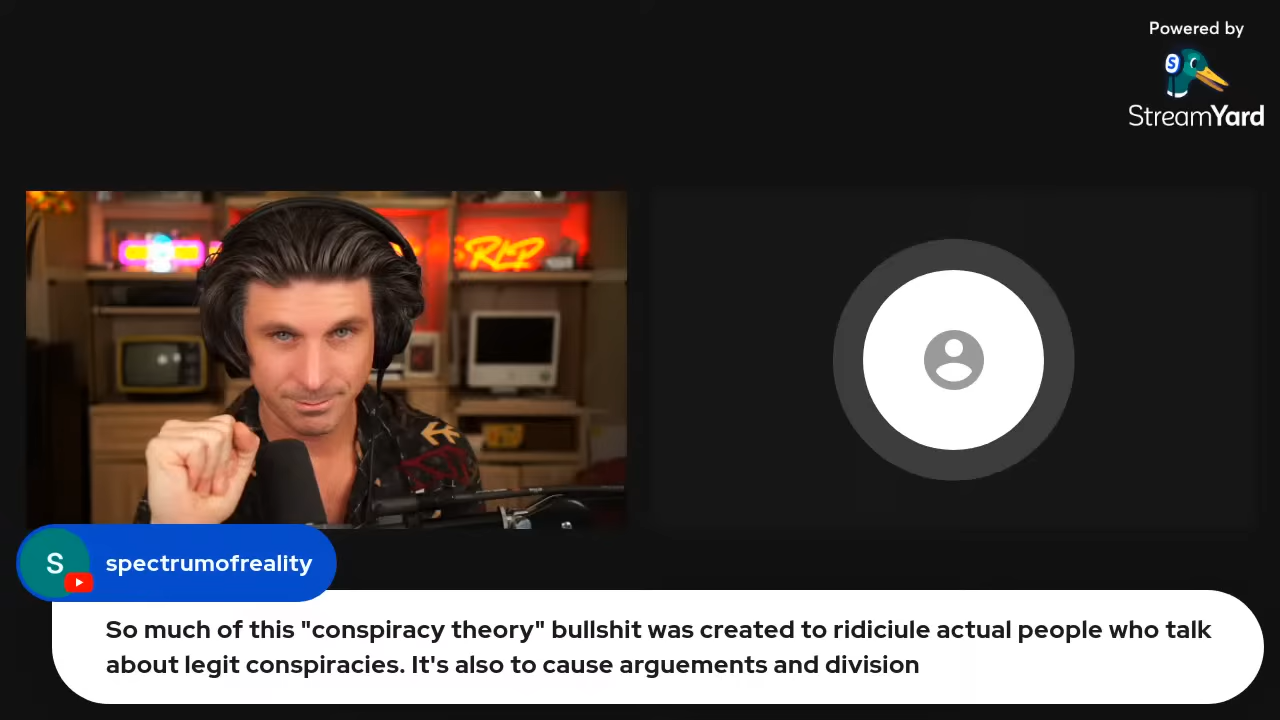 Powered by
S
StreamYard
RLP
S
spectrumofreality
So much of this "conspiracy theory" bullshit was created to ridiciule actual people who talk
about legit conspiracies. It's also to cause arguements and division